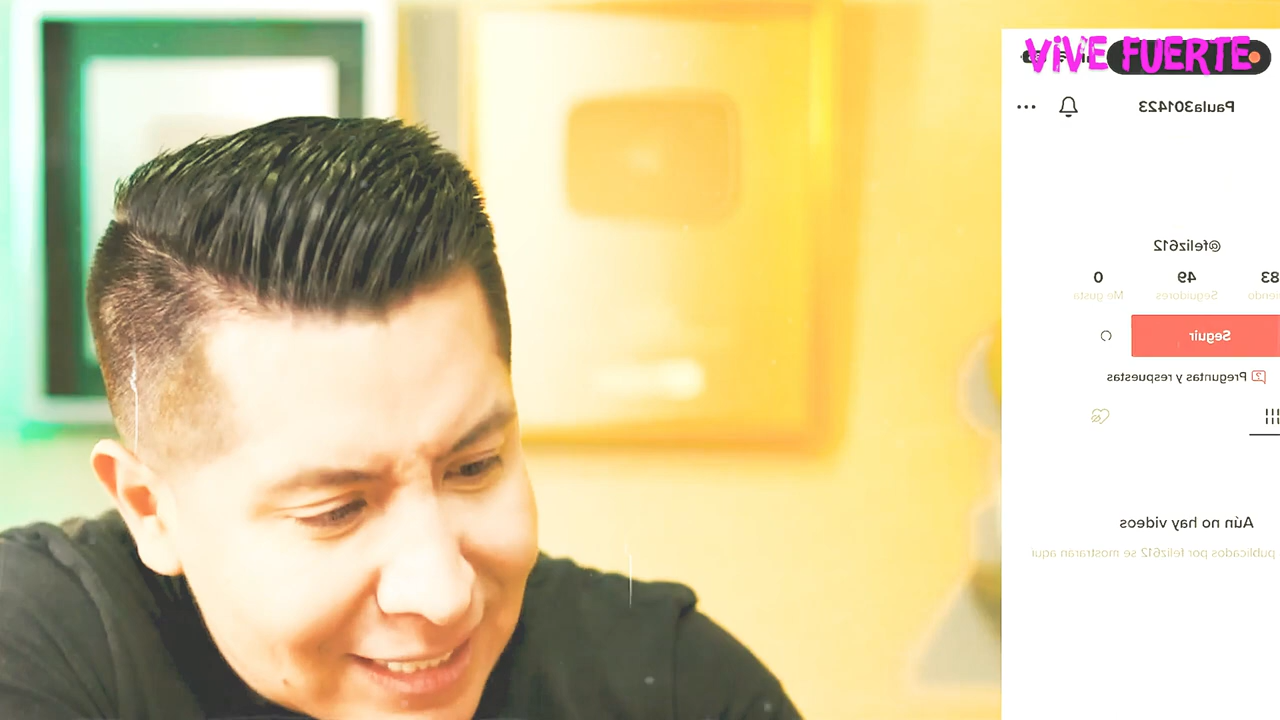 ViVE FUERTE
Paula301423
@feliz612
83
49
0
Seguidores
Me gusta
Seguir
Preguntas y respuestas
Aún no hay videos
publicados por feliz612 se mostrarán aquí